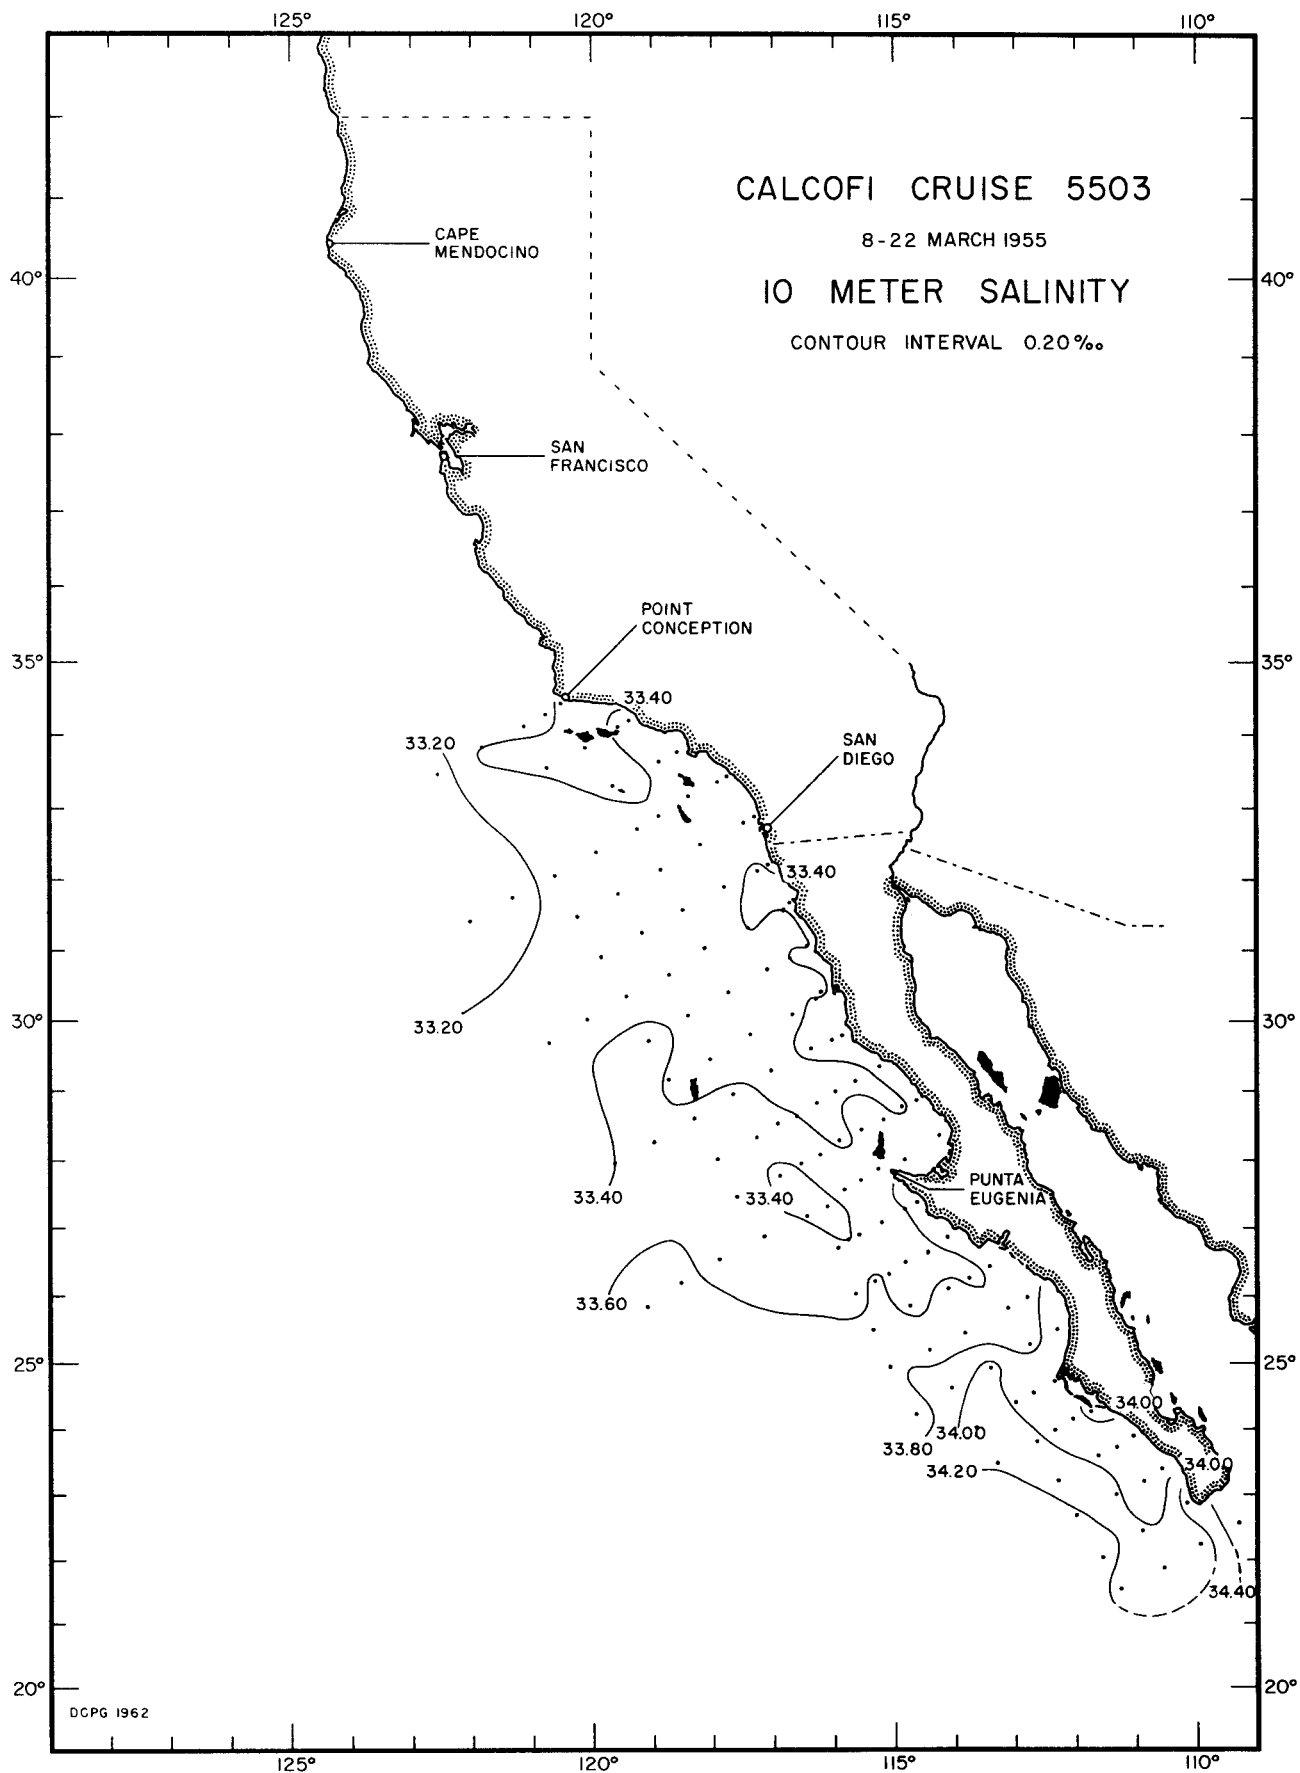 125° 120° 115° 110°
CALCOFI CRUISE 5503
8-22 MARCH 1955
10 METER SALINITY
CONTOUR INTERVAL 0.20‰
CAPE
MENDOCINO
40° 40°
SAN
FRANCISCO
POINT
CONCEPTION
35° 35°
33.40
33.20
SAN
DIEGO
33.40
30° 30°
33.20
PUNTA
EUGENIA
33.40 33.40
33.60
25° 25°
34.00
34.00
33.80
34.20
34.00
34.40
20° 20°
DCPG 1962
125° 120° 115° 110°